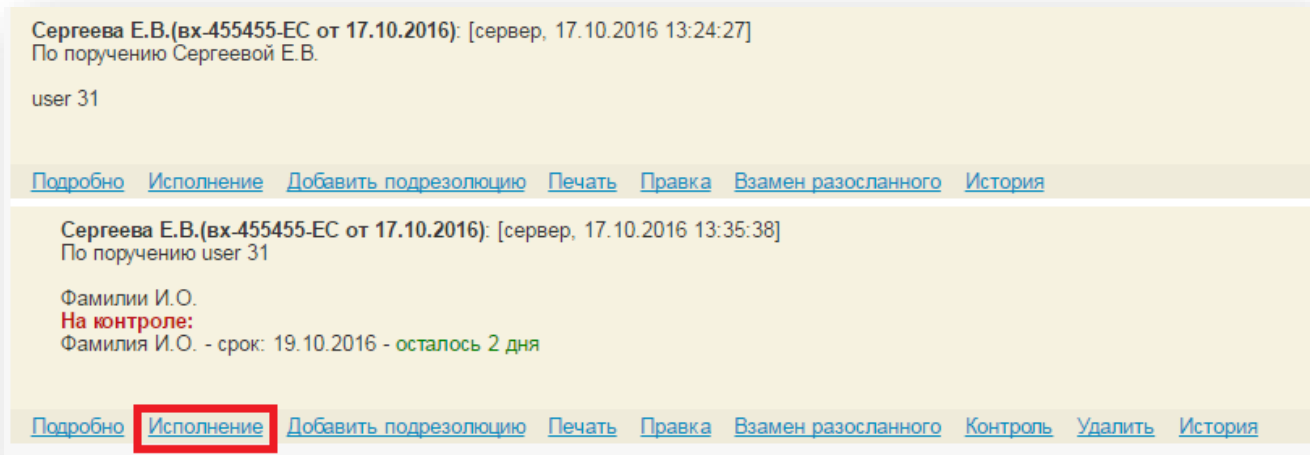 Сергеева Е.В.(вх-455455-ЕС от 17.10.2016): [сервер, 17.10.2016 13:24:27]
По поручению Сергеевой Е.В.
user 31
Подробно Исполнение Добавить подрезолюцию Печать Правка Взамен разосланного История
Сергеева Е.В.(вх-455455-ЕС от 17.10.2016): [сервер, 17.10.2016 13:35:38]
По поручению user 31
Фамилии И.О.
На контроле:
Фамилия И.О. - срок: 19.10.2016 - осталось 2 дня
Подробно Исполнение Добавить подрезолюцию Печать Правка Взамен разосланного Контроль Удалить История